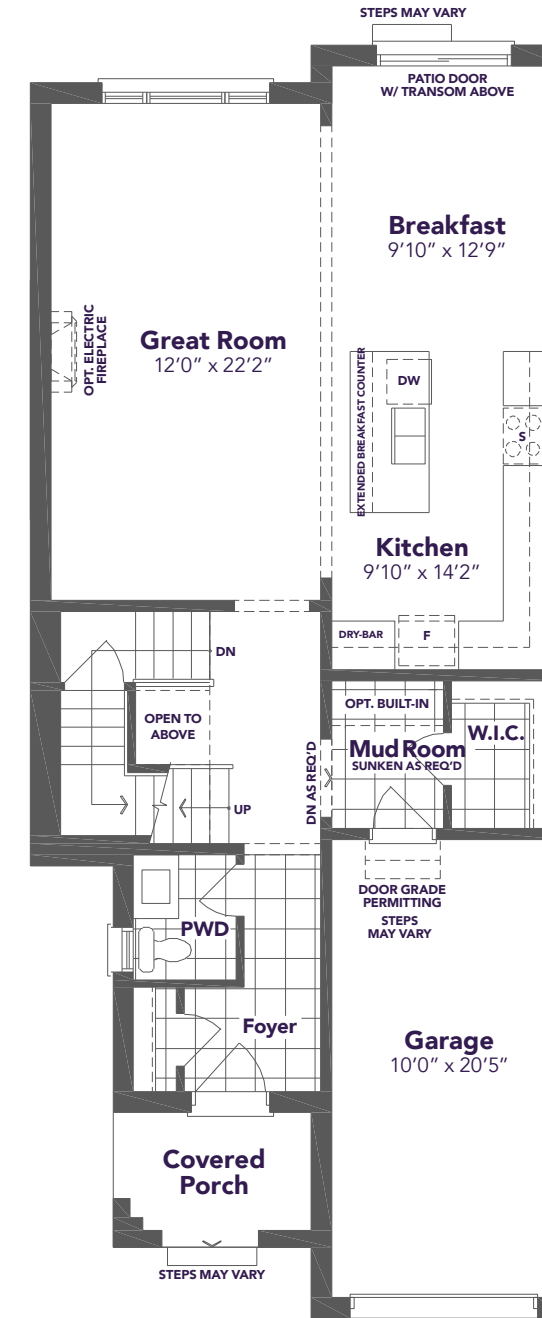 STEPS MAY VARY
PATIO DOOR
W/ TRANSOM ABOVE
Breakfast
9'10" x 12'9"
OPT. ELECTRIC
FIREPLACE
Great Room
12'0" x 22'2"
EXTENDED BREAKFAST COUNTER
DW
S
Kitchen
9'10" x 14'2"
DRY-BAR
F
DN
OPEN TO
ABOVE
UP
DN AS REQ'D
OPT. BUILT-IN
Mud Room
SUNKEN AS REQ'D
W.I.C.
DOOR GRADE
PERMITTING
STEPS
MAY VARY
PWD
Foyer
Garage
10'0" x 20'5"
Covered
Porch
STEPS MAY VARY